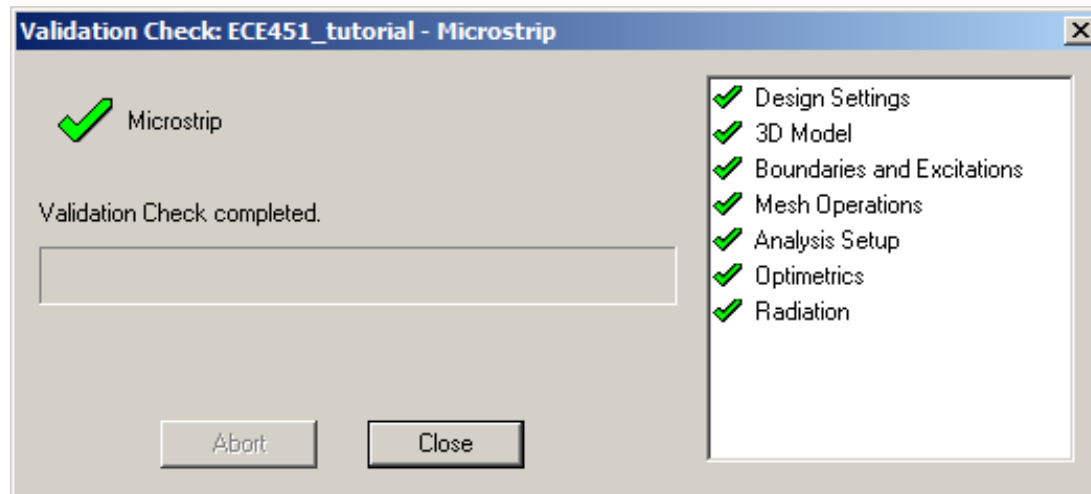 Validation Check: ECE451_tutorial - Microstrip
Microstrip
Validation Check completed.
Abort
Close
Design Settings
3D Model
Boundaries and Excitations
Mesh Operations
Analysis Setup
Optimetrics
Radiation